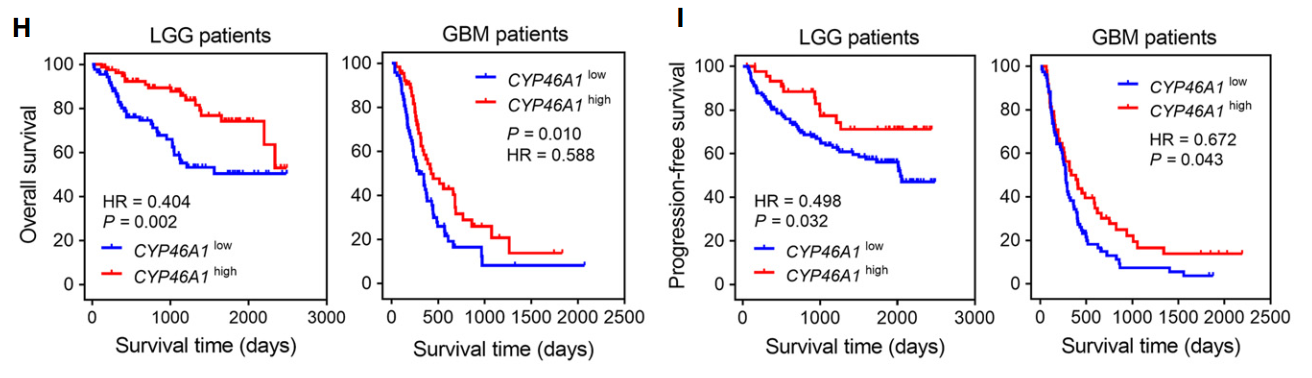 H
LGG patients
Overall survival
100
80
60
40
20
0
HR = 0.404
P = 0.002
CYP46A1 low
CYP46A1 high
0 1000 2000 3000
Survival time (days)
GBM patients
100
80
60
40
20
0
CYP46A1 low
CYP46A1 high
P = 0.010
HR = 0.588
0 500 1000 1500 2000 2500
Survival time (days)
I
LGG patients
Progression-free survival
100
80
60
40
20
0
HR = 0.498
P = 0.032
CYP46A1 low
CYP46A1 high
0 1000 2000 3000
Survival time (days)
GBM patients
100
80
60
40
20
0
CYP46A1 low
CYP46A1 high
HR = 0.672
P = 0.043
0 500 1000 1500 2000 2500
Survival time (days)